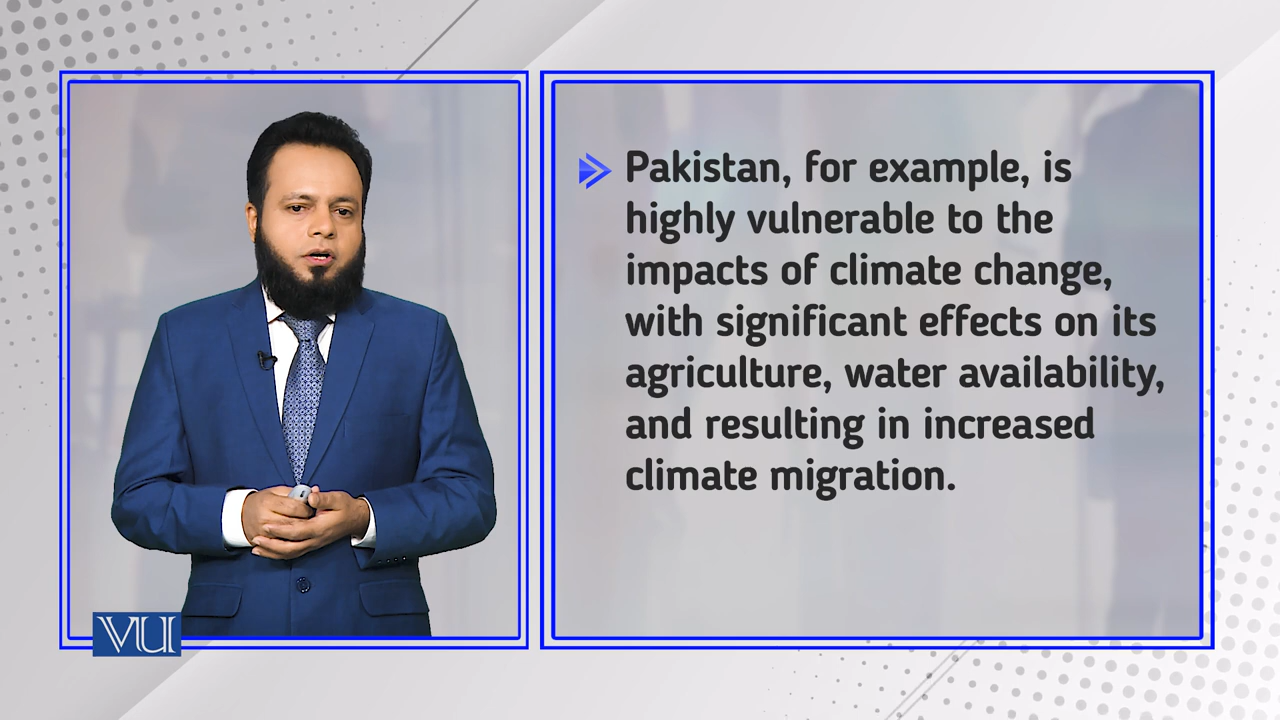 Pakistan, for example, is
highly vulnerable to the
impacts of climate change,
with significant effects on its
agriculture, water availability,
and resulting in increased
climate migration.
VU